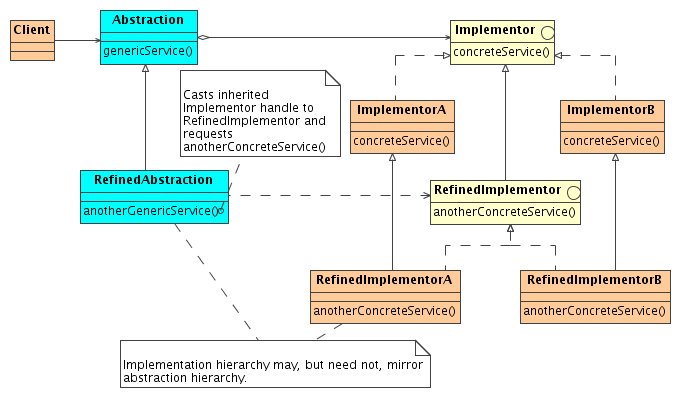 Client
Abstraction
genericService()
Implementor
concreteService()
Casts inherited
Implementor handle to
RefinedImplementor and
requests
anotherConcreteService()
ImplementorA
concreteService()
ImplementorB
concreteService()
RefinedAbstraction
anotherGenericService()
RefinedImplementor
anotherConcreteService()
RefinedImplementorA
anotherConcreteService()
RefinedImplementorB
anotherConcreteService()
Implementation hierarchy may, but need not, mirror
abstraction hierarchy.